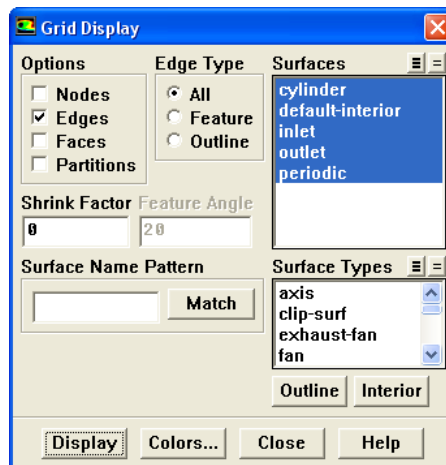 Grid Display
Options
Nodes
Edges
Faces
Partitions
Edge Type
All
Feature
Outline
Shrink Factor
0
Feature Angle
20
Surface Name Pattern
Match
Surfaces
cylinder
default-interior
inlet
outlet
periodic
Surface Types
axis
clip-surf
exhaust-fan
fan
Outline
Interior
Display
Colors...
Close
Help